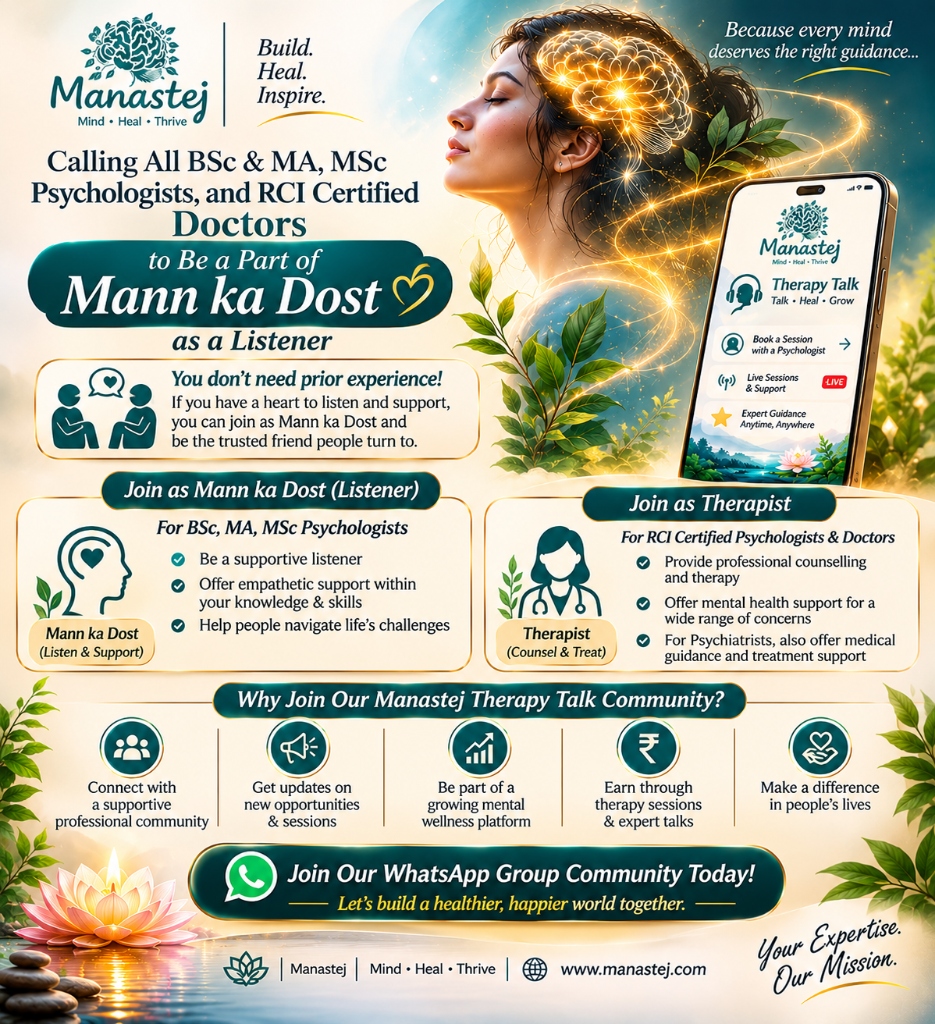 Manastej
Mind • Heal • Thrive
Build.
Heal.
Inspire.
Because every mind
deserves the right guidance...
Calling All BSc & MA, MSc
Psychologists, and RCI Certified
Doctors
to Be a Part of
Mann ka Dost
as a Listener
You don't need prior experience!
If you have a heart to listen and support,
you can join as Mann ka Dost and
be the trusted friend people turn to.
Manastej
Mind • Heal • Thrive
Therapy Talk
Talk • Heal • Grow
Book a Session
with a Psychologist
Live Sessions
& Support
LIVE
Expert Guidance
Anytime, Anywhere
Join as Mann ka Dost (Listener)
For BSc, MA, MSc Psychologists
Be a supportive listener
Offer empathetic support within
your knowledge & skills
Help people navigate life's challenges
Mann ka Dost
(Listen & Support)
Join as Therapist
For RCI Certified Psychologists & Doctors
Provide professional counselling
and therapy
Offer mental health support for a
wide range of concerns
For Psychiatrists, also offer medical
guidance and treatment support
Therapist
(Counsel & Treat)
Why Join Our Manastej Therapy Talk Community?
Connect with
a supportive
professional community
Get updates on
new opportunities
& sessions
Be part of a
growing mental
wellness platform
₹
Earn through
therapy sessions
& expert talks
Make a difference
in people's lives
Join Our WhatsApp Group Community Today!
Let's build a healthier, happier world together.
Manastej | Mind • Heal • Thrive | www.manastej.com
Your Expertise.
Our Mission.